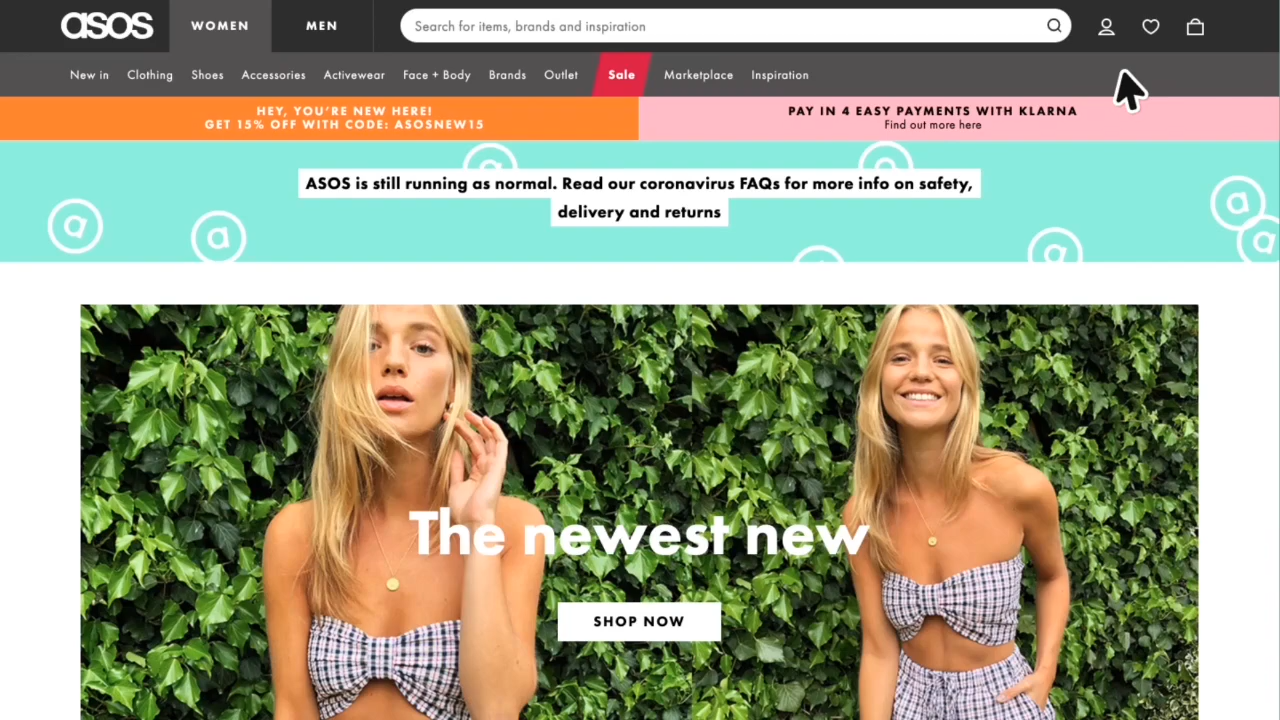 asos
WOMEN
MEN
Search for items, brands and inspiration
New in
Clothing
Shoes
Accessories
Activewear
Face + Body
Brands
Outlet
Sale
Marketplace
Inspiration
HEY, YOU'RE NEW HERE!
GET 15% OFF WITH CODE: ASOSNEW15
PAY IN 4 EASY PAYMENTS WITH KLARNA
Find out more here
ASOS is still running as normal. Read our coronavirus FAQs for more info on safety,
delivery and returns
The newest new
SHOP NOW